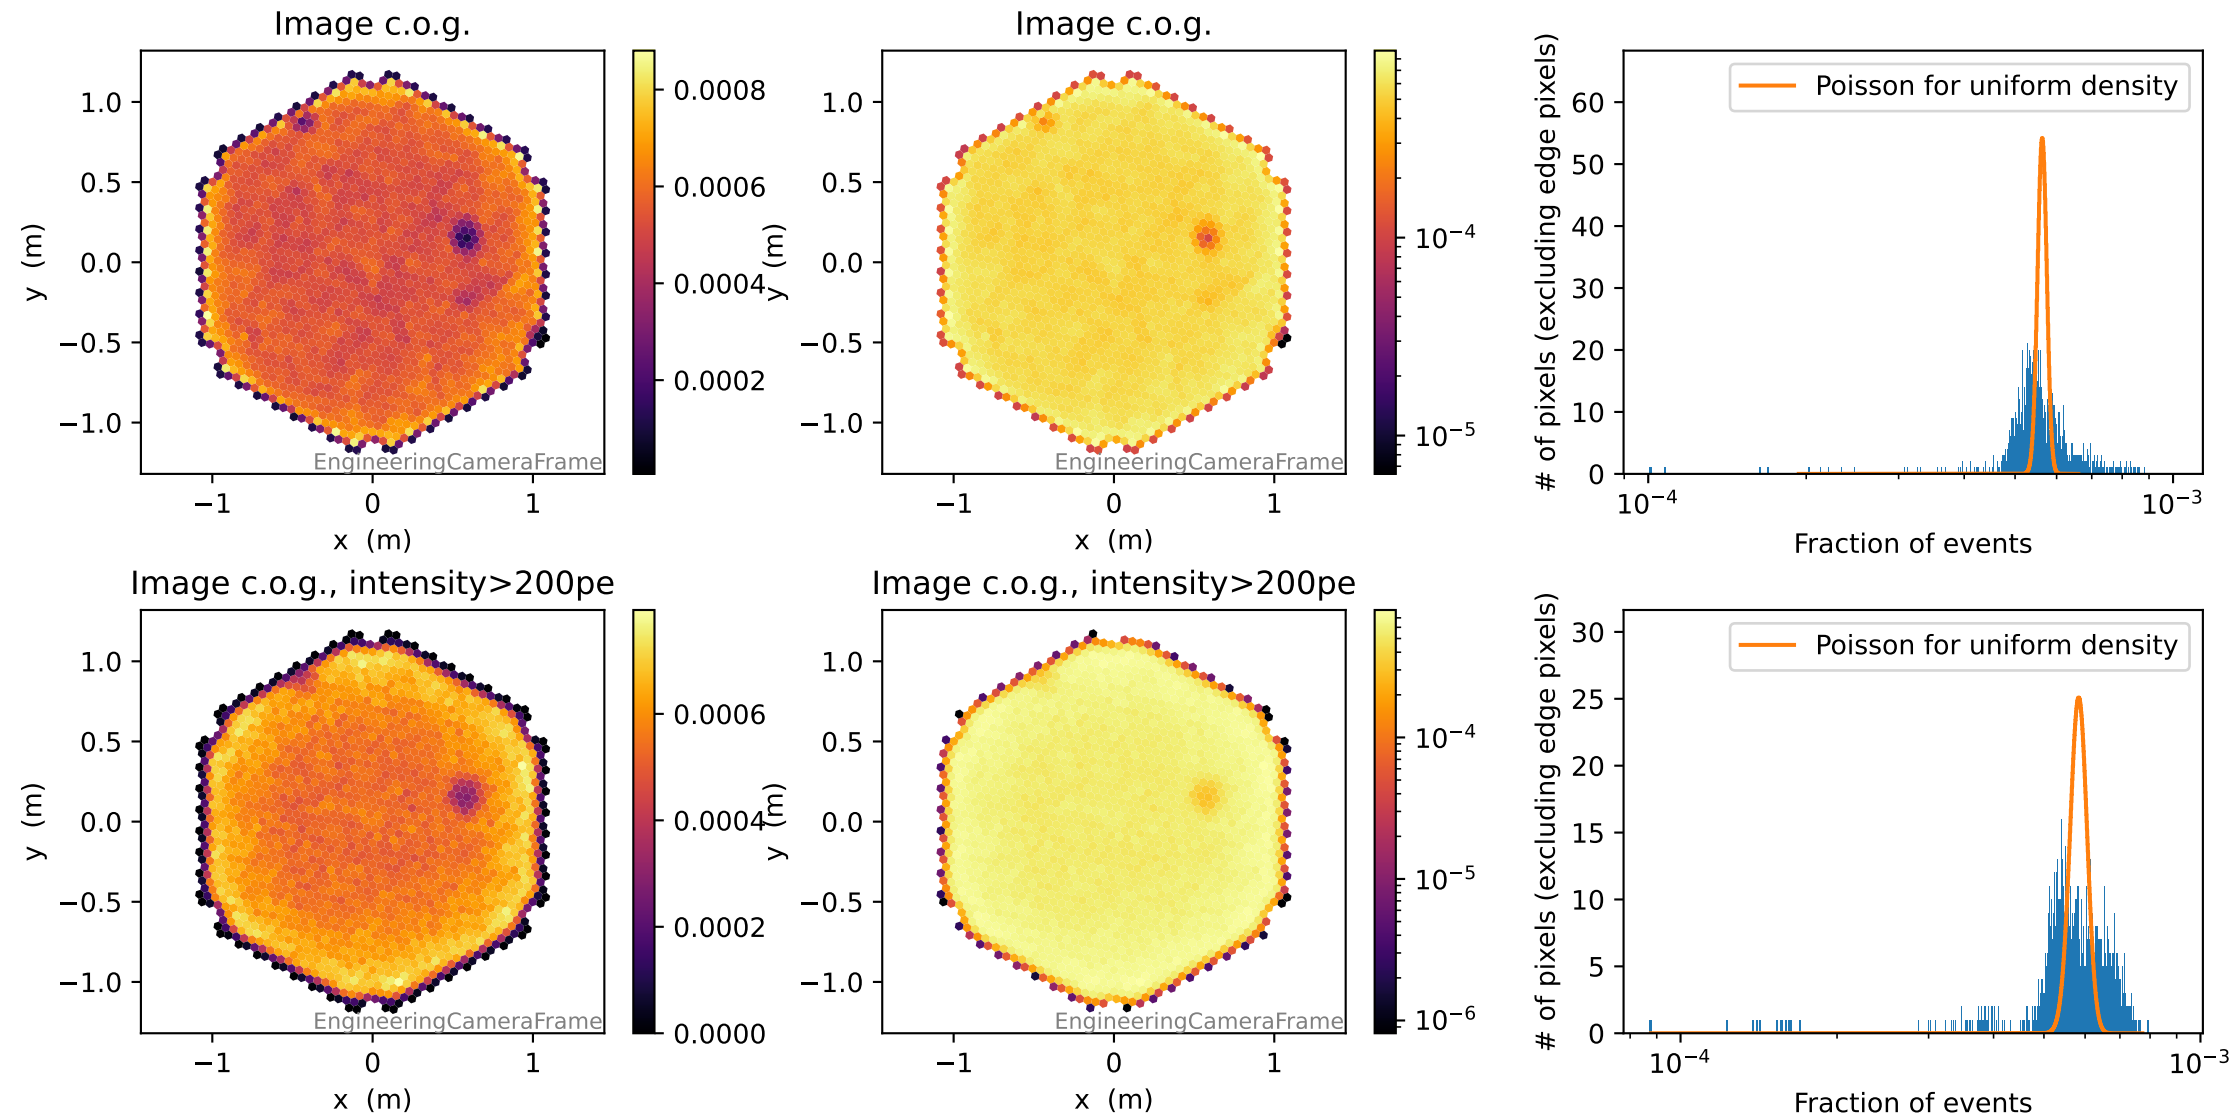 Image c.o.g.
1.0
0.5
0.0
−0.5
−1.0
y (m)
−1
0
1
x (m)
EngineeringCameraFrame
0.0008
0.0006
0.0004
0.0002
Image c.o.g.
1.0
0.5
0.0
−0.5
−1.0
y (m)
−1
0
1
x (m)
EngineeringCameraFrame
10⁻⁴
10⁻⁵
# of pixels (excluding edge pixels)
60
50
40
30
20
10
0
Poisson for uniform density
10⁻⁴
10⁻³
Fraction of events
Image c.o.g., intensity>200pe
1.0
0.5
0.0
−0.5
−1.0
y (m)
−1
0
1
x (m)
EngineeringCameraFrame
0.0006
0.0004
0.0002
0.0000
Image c.o.g., intensity>200pe
1.0
0.5
0.0
−0.5
−1.0
y (m)
−1
0
1
x (m)
EngineeringCameraFrame
10⁻⁴
10⁻⁵
10⁻⁶
# of pixels (excluding edge pixels)
30
25
20
15
10
5
0
Poisson for uniform density
10⁻⁴
10⁻³
Fraction of events